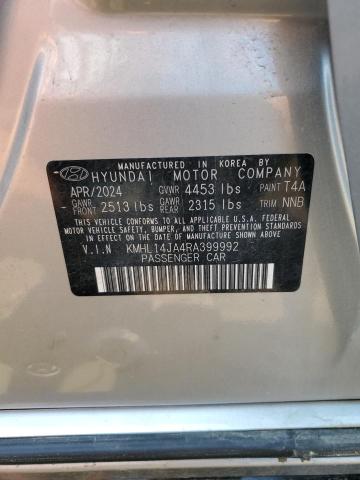 MANUFACTURED IN KOREA BY
HYUNDAI MOTOR COMPANY
APR/2024 GVWR 4453 lbs PAINT T4A
GAWR FRONT 2513 lbs GAWR REAR 2315 lbs TRIM NNB
THIS VEHICLE CONFORMS TO ALL APPLICABLE U.S.A. FEDERAL
MOTOR VEHICLE SAFETY, BUMPER, AND THEFT PREVENTION STANDARDS
IN EFFECT ON THE DATE OF MANUFACTURE SHOWN ABOVE.
V.I.N KMHL14JA4RA399992
PASSENGER CAR